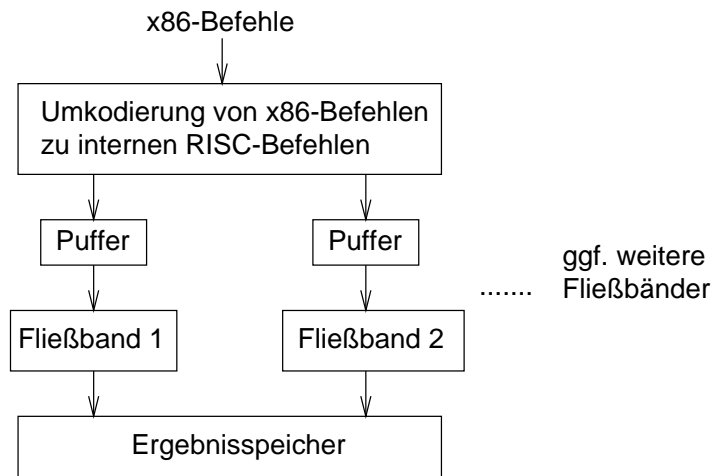 x86-Befehle
Umkodierung von x86-Befehlen
zu internen RISC-Befehlen
Puffer
Puffer
ggf. weitere
....... Fließbänder
Fließband 1
Fließband 2
Ergebnisspeicher